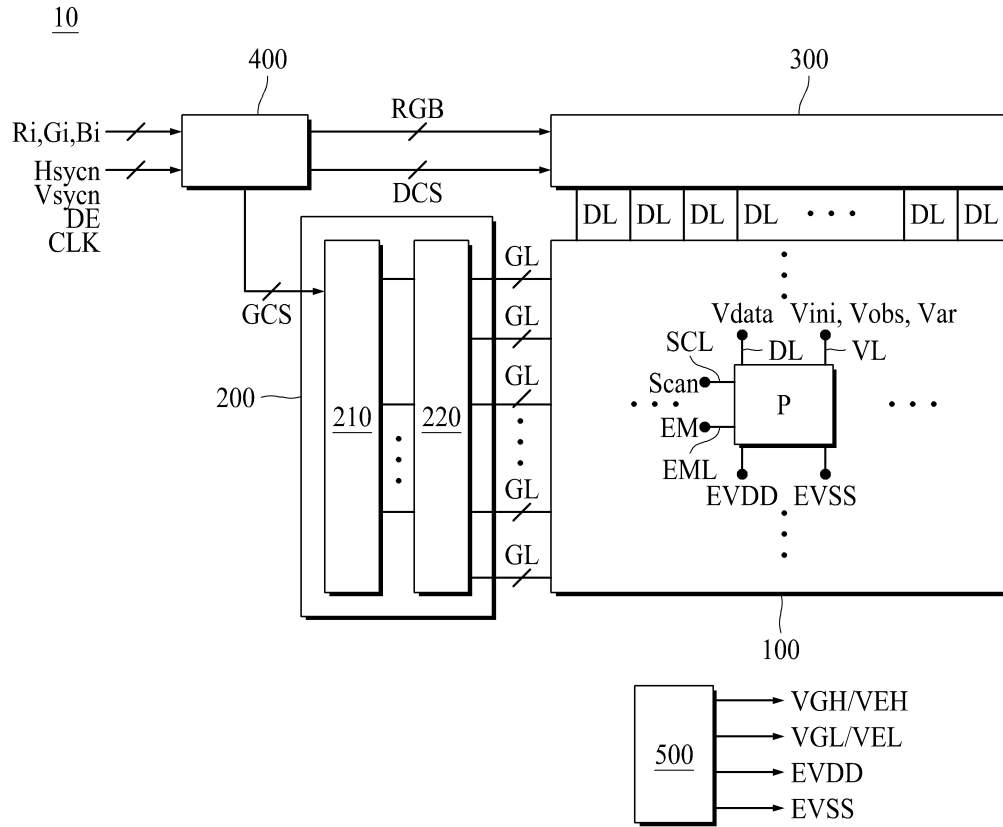 10
400
300
Ri,Gi,Bi
RGB
Hsycn
Vsycn
DE
CLK
DCS
DL DL DL DL DL DL
GCS
GL
GL
GL
GL
GL
200
210
220
Vdata Vini, Vobs, Var
SCL DL VL
Scan
P
EM
EML
EVDD EVSS
100
500
VGH/VEH
VGL/VEL
EVDD
EVSS